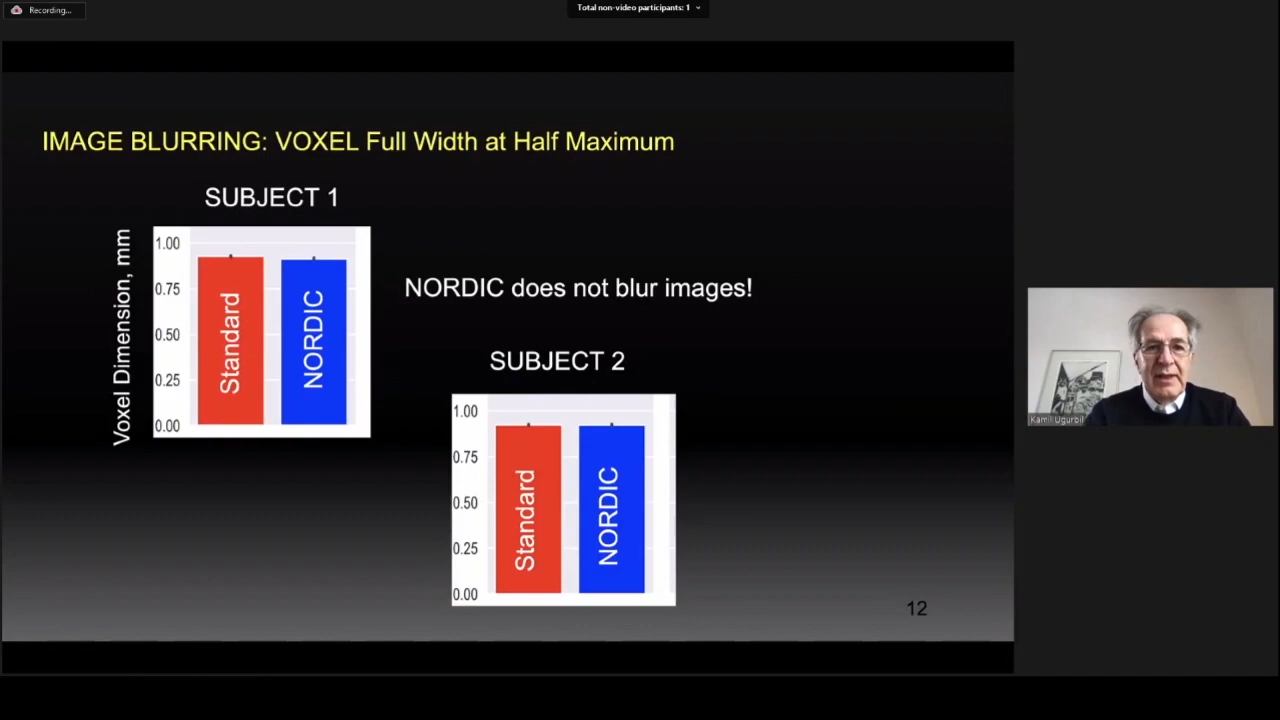 Recording...
Total non-video participants: 1
IMAGE BLURRING: VOXEL Full Width at Half Maximum
SUBJECT 1
Voxel Dimension, mm
1.00
0.75
0.50
0.25
0.00
Standard
NORDIC
NORDIC does not blur images!
SUBJECT 2
1.00
0.75
0.50
0.25
0.00
Standard
NORDIC
12
Kamil Ugurbil